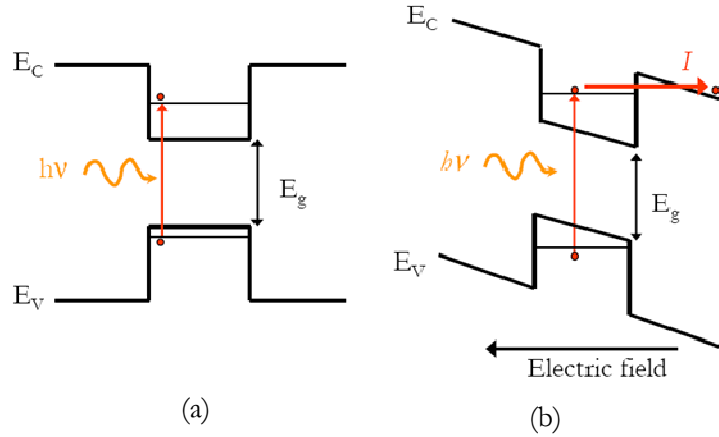 E_C
hν
E_g
E_V
(a)
E_C
I
hν
E_g
E_V
Electric field
(b)